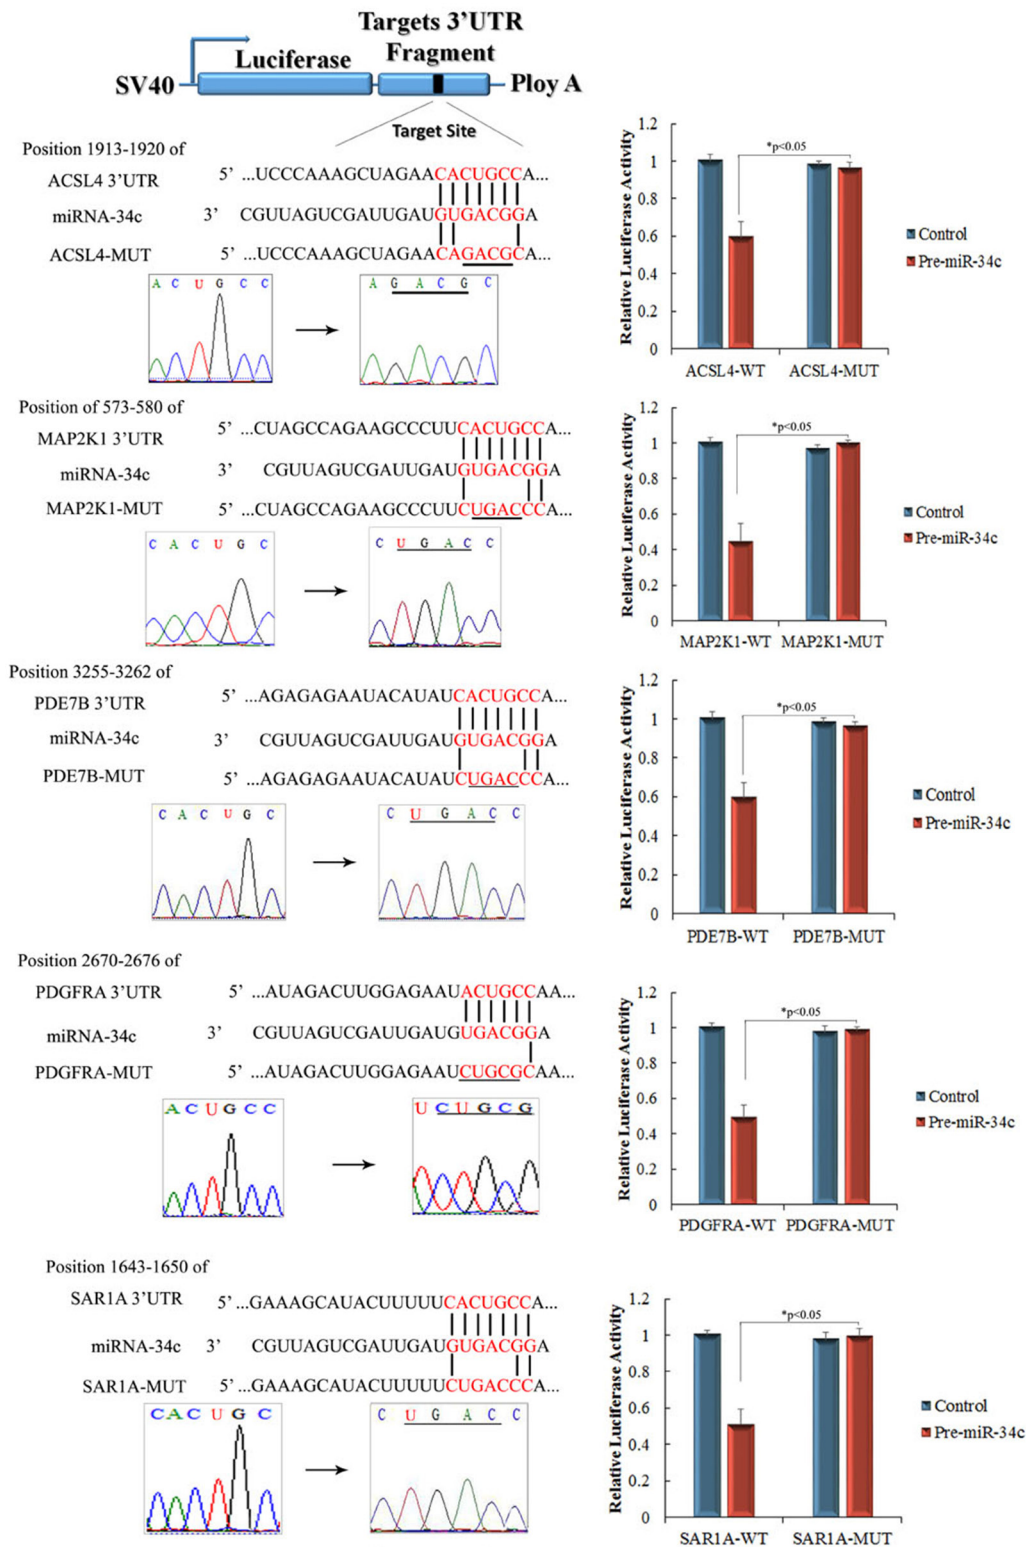 Targets 3’UTR
Fragment
Luciferase
SV40
Ploy A
Target Site
Position 1913-1920 of
ACSL4 3’UTR 5’ ...UCCCAAAGCUAGAACACUGCCA...
miRNA-34c 3’ CGUUAGUCGAUUGAUGUGACGGA
ACSL4-MUT 5’ ...UCCCAAAGCUAGAACAGACGCA...
A C U G C C
A G A C G C
Relative Luciferase Activity
1.2
1
0.8
0.6
0.4
0.2
0
*p<0.05
ACSL4-WT ACSL4-MUT
Control
Pre-miR-34c
Position of 573-580 of
MAP2K1 3’UTR 5’ ...CUAGCCAGAAGCCCUUCACUGCCA...
miRNA-34c 3’ CGUUAGUCGAUUGAUGUGACGGA
MAP2K1-MUT 5’ ...CUAGCCAGAAGCCCUUCUGACCCA...
C A C U G C
C U G A C C
Relative Luciferase Activity
1.2
1
0.8
0.6
0.4
0.2
0
*p<0.05
MAP2K1-WT MAP2K1-MUT
Control
Pre-miR-34c
Position 3255-3262 of
PDE7B 3’UTR 5’ ...AGAGAGAAUACAUAUCACUGCCA...
miRNA-34c 3’ CGUUAGUCGAUUGAUGUGACGGA
PDE7B-MUT 5’ ...AGAGAGAAUACAUAUCUGACCCA...
C A C U G C
C U G A C C
Relative Luciferase Activity
1.2
1
0.8
0.6
0.4
0.2
0
*p<0.05
PDE7B-WT PDE7B-MUT
Control
Pre-miR-34c
Position 2670-2676 of
PDGFRA 3’UTR 5’ ...AUAGACUUGGAGAAUACUGCCAA...
miRNA-34c 3’ CGUUAGUCGAUUGAUGUGACGGA
PDGFRA-MUT 5’ ...AUAGACUUGGAGAAUCUGCGCAA...
A C U G C C
U C U G C G
Relative Luciferase Activity
1.2
1
0.8
0.6
0.4
0.2
0
*p<0.05
PDGFRA-WT PDGFRA-MUT
Control
Pre-miR-34c
Position 1643-1650 of
SAR1A 3’UTR 5’ ...GAAAGCAUACUUUUUCACUGCCA...
miRNA-34c 3’ CGUUAGUCGAUUGAUGUGACGGA
SAR1A-MUT 5’ ...GAAAGCAUACUUUUUCUGACCCA...
C A C U G C
C U G A C C
Relative Luciferase Activity
1.2
1
0.8
0.6
0.4
0.2
0
*p<0.05
SAR1A-WT SAR1A-MUT
Control
Pre-miR-34c